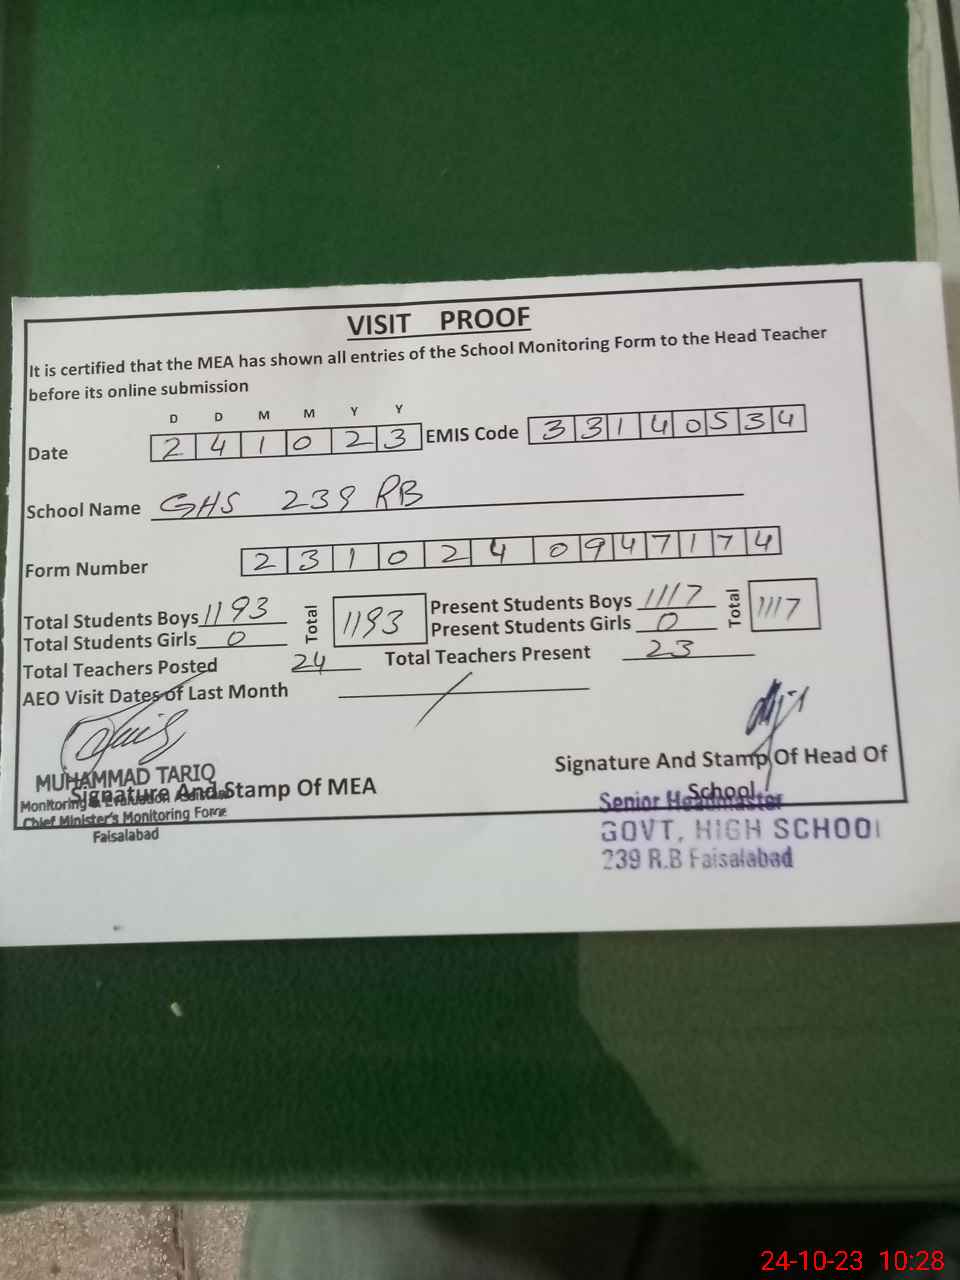 VISIT PROOF
It is certified that the MEA has shown all entries of the School Monitoring Form to the Head Teacher
before its online submission
D D M M Y Y
Date 2 4 1 0 2 3 EMIS Code 3 3 1 4 0 5 3 4
School Name GHS 239 RB
Form Number 2 3 1 0 2 4 0 9 4 7 1 7 4
Total Students Boys 1193 Total 1193 Present Students Boys 1117 Total 1117
Total Students Girls 0 Present Students Girls 0
Total Teachers Posted 24 Total Teachers Present 23
AEO Visit Dates of Last Month
MUHAMMAD TARIQ
Signature And Stamp Of MEA
Monitoring & Evaluation
Chief Minister's Monitoring Force
Faisalabad
Signature And Stamp Of Head Of
School
Senior Headmaster
GOVT, HIGH SCHOOL
239 R.B Faisalabad
24-10-23 10:28